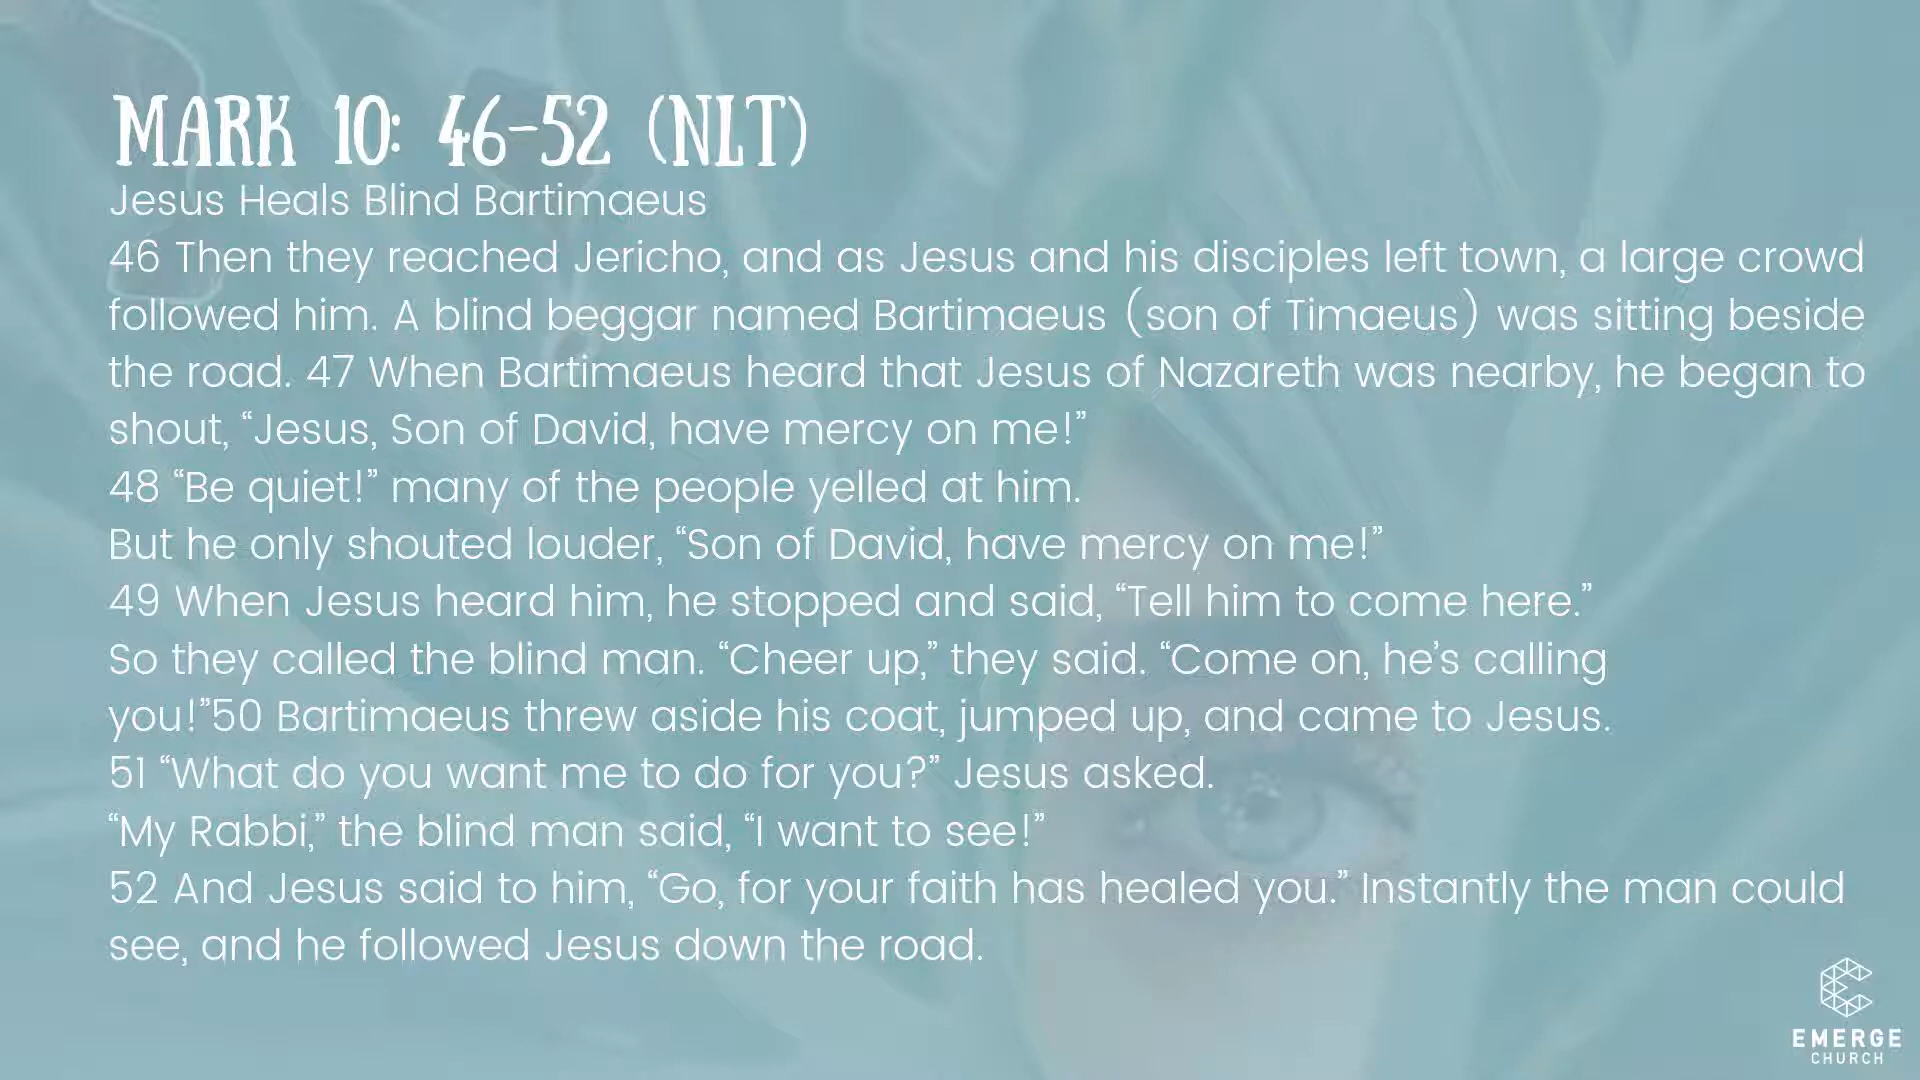 MARK 10: 46-52 (NLT)
Jesus Heals Blind Bartimaeus
46 Then they reached Jericho, and as Jesus and his disciples left town, a large crowd
followed him. A blind beggar named Bartimaeus (son of Timaeus) was sitting beside
the road. 47 When Bartimaeus heard that Jesus of Nazareth was nearby, he began to
shout, “Jesus, Son of David, have mercy on me!”
48 “Be quiet!” many of the people yelled at him.
But he only shouted louder, “Son of David, have mercy on me!”
49 When Jesus heard him, he stopped and said, “Tell him to come here.”
So they called the blind man. “Cheer up,” they said. “Come on, he’s calling
you!”50 Bartimaeus threw aside his coat, jumped up, and came to Jesus.
51 “What do you want me to do for you?” Jesus asked.
“My Rabbi,” the blind man said, “I want to see!”
52 And Jesus said to him, “Go, for your faith has healed you.” Instantly the man could
see, and he followed Jesus down the road.
EMERGE
CHURCH